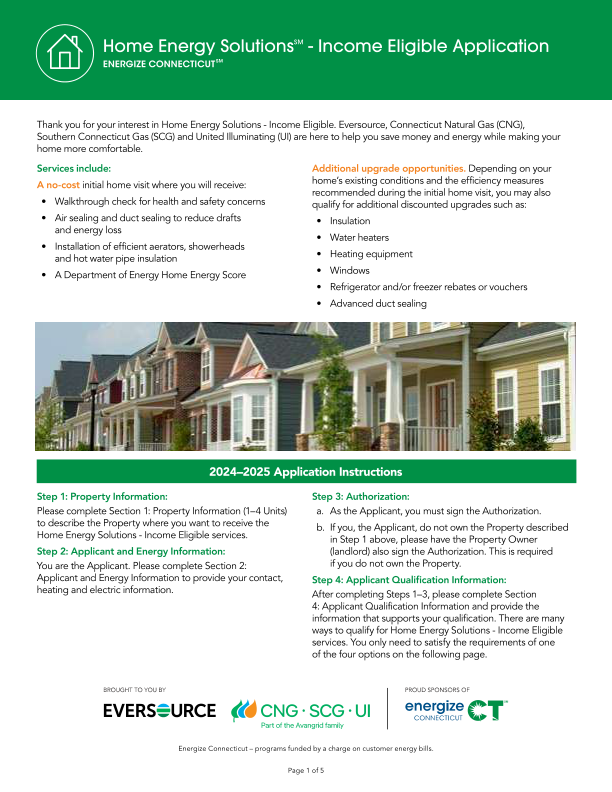 Home Energy Solutions℠ - Income Eligible Application
ENERGIZE CONNECTICUT℠
Thank you for your interest in Home Energy Solutions - Income Eligible. Eversource, Connecticut Natural Gas (CNG),
Southern Connecticut Gas (SCG) and United Illuminating (UI) are here to help you save money and energy while making your
home more comfortable.
Services include:
A no-cost initial home visit where you will receive:
• Walkthrough check for health and safety concerns
• Air sealing and duct sealing to reduce drafts
and energy loss
• Installation of efficient aerators, showerheads
and hot water pipe insulation
• A Department of Energy Home Energy Score
Additional upgrade opportunities. Depending on your
home's existing conditions and the efficiency measures
recommended during the initial home visit, you may also
qualify for additional discounted upgrades such as:
• Insulation
• Water heaters
• Heating equipment
• Windows
• Refrigerator and/or freezer rebates or vouchers
• Advanced duct sealing
2024–2025 Application Instructions
Step 1: Property Information:
Please complete Section 1: Property Information (1–4 Units)
to describe the Property where you want to receive the
Home Energy Solutions - Income Eligible services.
Step 2: Applicant and Energy Information:
You are the Applicant. Please complete Section 2:
Applicant and Energy Information to provide your contact,
heating and electric information.
Step 3: Authorization:
a. As the Applicant, you must sign the Authorization.
b. If you, the Applicant, do not own the Property described
in Step 1 above, please have the Property Owner
(landlord) also sign the Authorization. This is required
if you do not own the Property.
Step 4: Applicant Qualification Information:
After completing Steps 1–3, please complete Section
4: Applicant Qualification Information and provide the
information that supports your qualification. There are many
ways to qualify for Home Energy Solutions - Income Eligible
services. You only need to satisfy the requirements of one
of the four options on the following page.
BROUGHT TO YOU BY
EVERSOURCE
CNG · SCG · UI
Part of the Avangrid family
PROUD SPONSORS OF
energize
CONNECTICUT
CT℠
Energize Connecticut – programs funded by a charge on customer energy bills.
Page 1 of 5